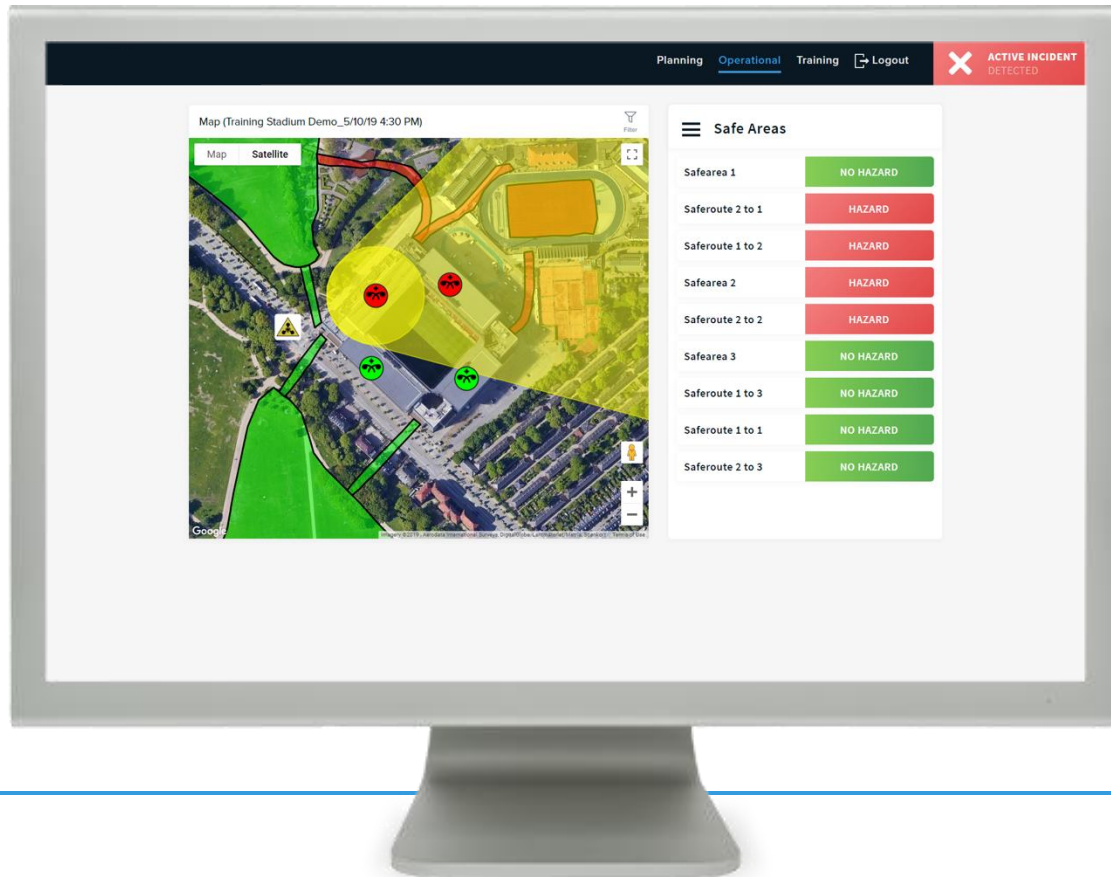 Planning Operational Training Logout
ACTIVE INCIDENT
DETECTED
Map (Training Stadium Demo_5/10/19 4:30 PM)
Filter
Map Satellite
Google
Terms of Use
Safe Areas
Safearea 1 NO HAZARD
Saferoute 2 to 1 HAZARD
Saferoute 1 to 2 HAZARD
Safearea 2 HAZARD
Saferoute 2 to 2 HAZARD
Safearea 3 NO HAZARD
Saferoute 1 to 3 NO HAZARD
Saferoute 1 to 1 NO HAZARD
Saferoute 2 to 3 NO HAZARD